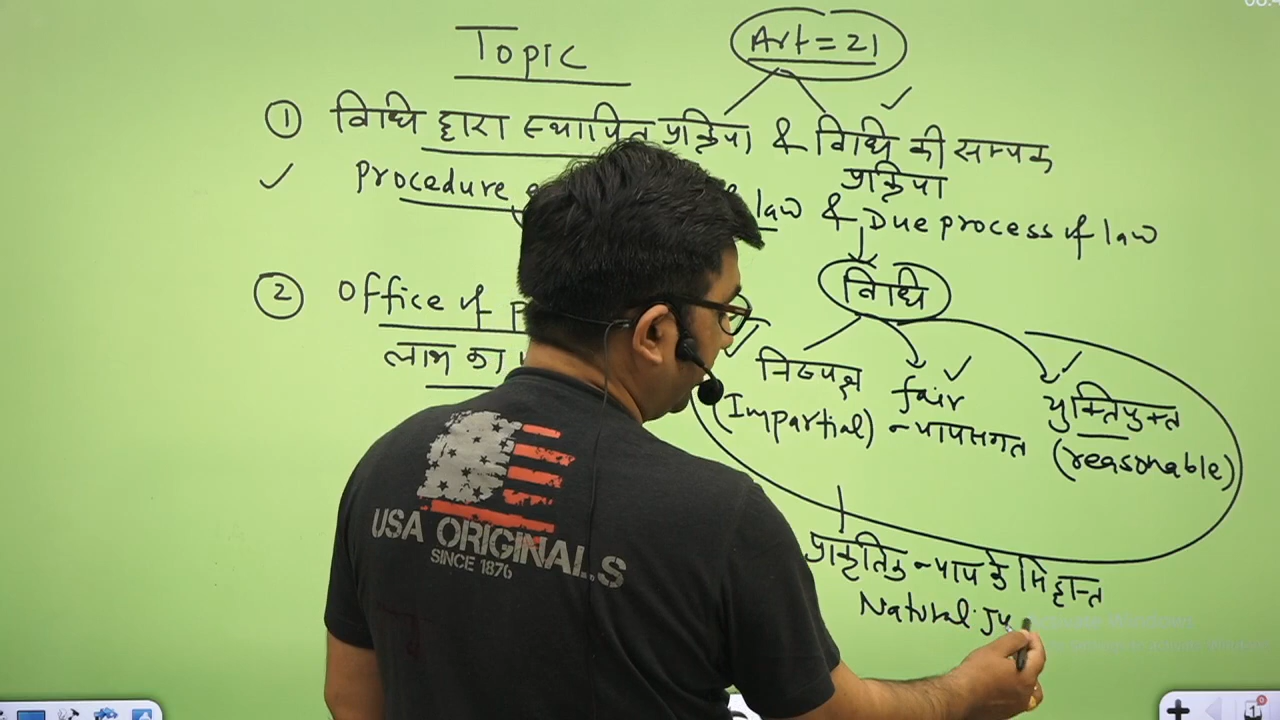 Topic
Art = 21
① विधि द्वारा स्थापित प्रक्रिया & विधि की सम्यक
प्रक्रिया
Procedure law & Due process of law
विधि
② Office of
लाभ का
निष्पक्ष fair युक्तियुक्त
(Impartial) न्यायसंगत (reasonable)
प्राकृतिक न्याय के सिद्धान्त
Natural Ju
USA ORIGINALS
SINCE 1876